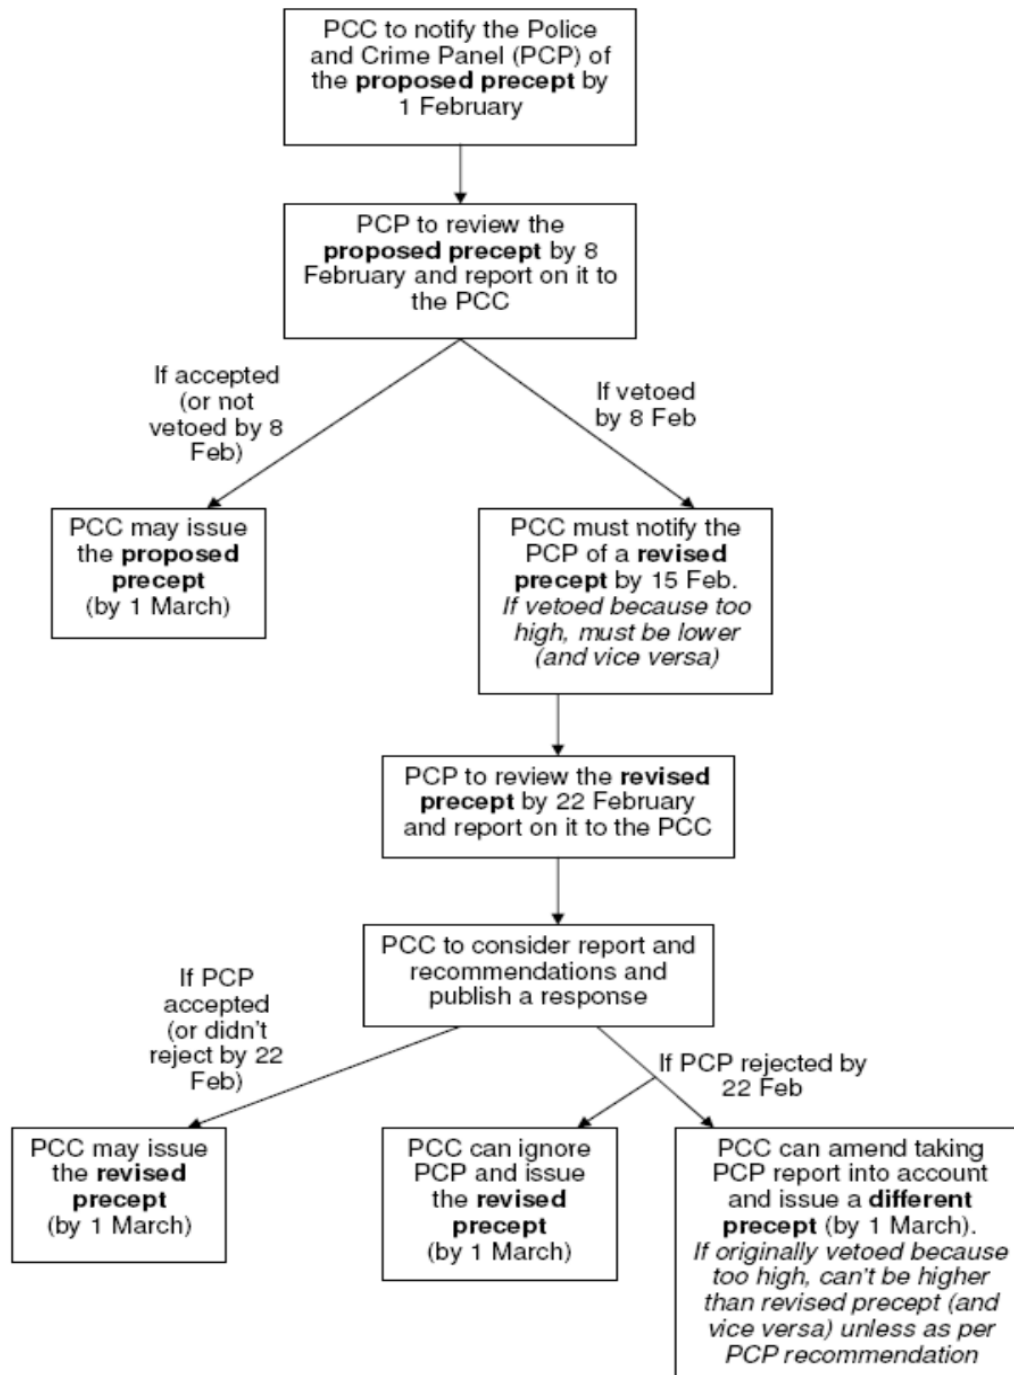 PCC to notify the Police
and Crime Panel (PCP) of
the proposed precept by
1 February
PCP to review the
proposed precept by 8
February and report on it to
the PCC
If accepted
(or not
vetoed by 8
Feb)
If vetoed
by 8 Feb
PCC may issue
the proposed
precept
(by 1 March)
PCC must notify the
PCP of a revised
precept by 15 Feb.
If vetoed because too
high, must be lower
(and vice versa)
PCP to review the revised
precept by 22 February
and report on it to the PCC
PCC to consider report and
recommendations and
publish a response
If PCP
accepted
(or didn't
reject by 22
Feb)
If PCP rejected by
22 Feb
PCC may issue
the revised
precept
(by 1 March)
PCC can ignore
PCP and issue
the revised
precept
(by 1 March)
PCC can amend taking
PCP report into account
and issue a different
precept (by 1 March).
If originally vetoed because
too high, can't be higher
than revised precept (and
vice versa) unless as per
PCP recommendation